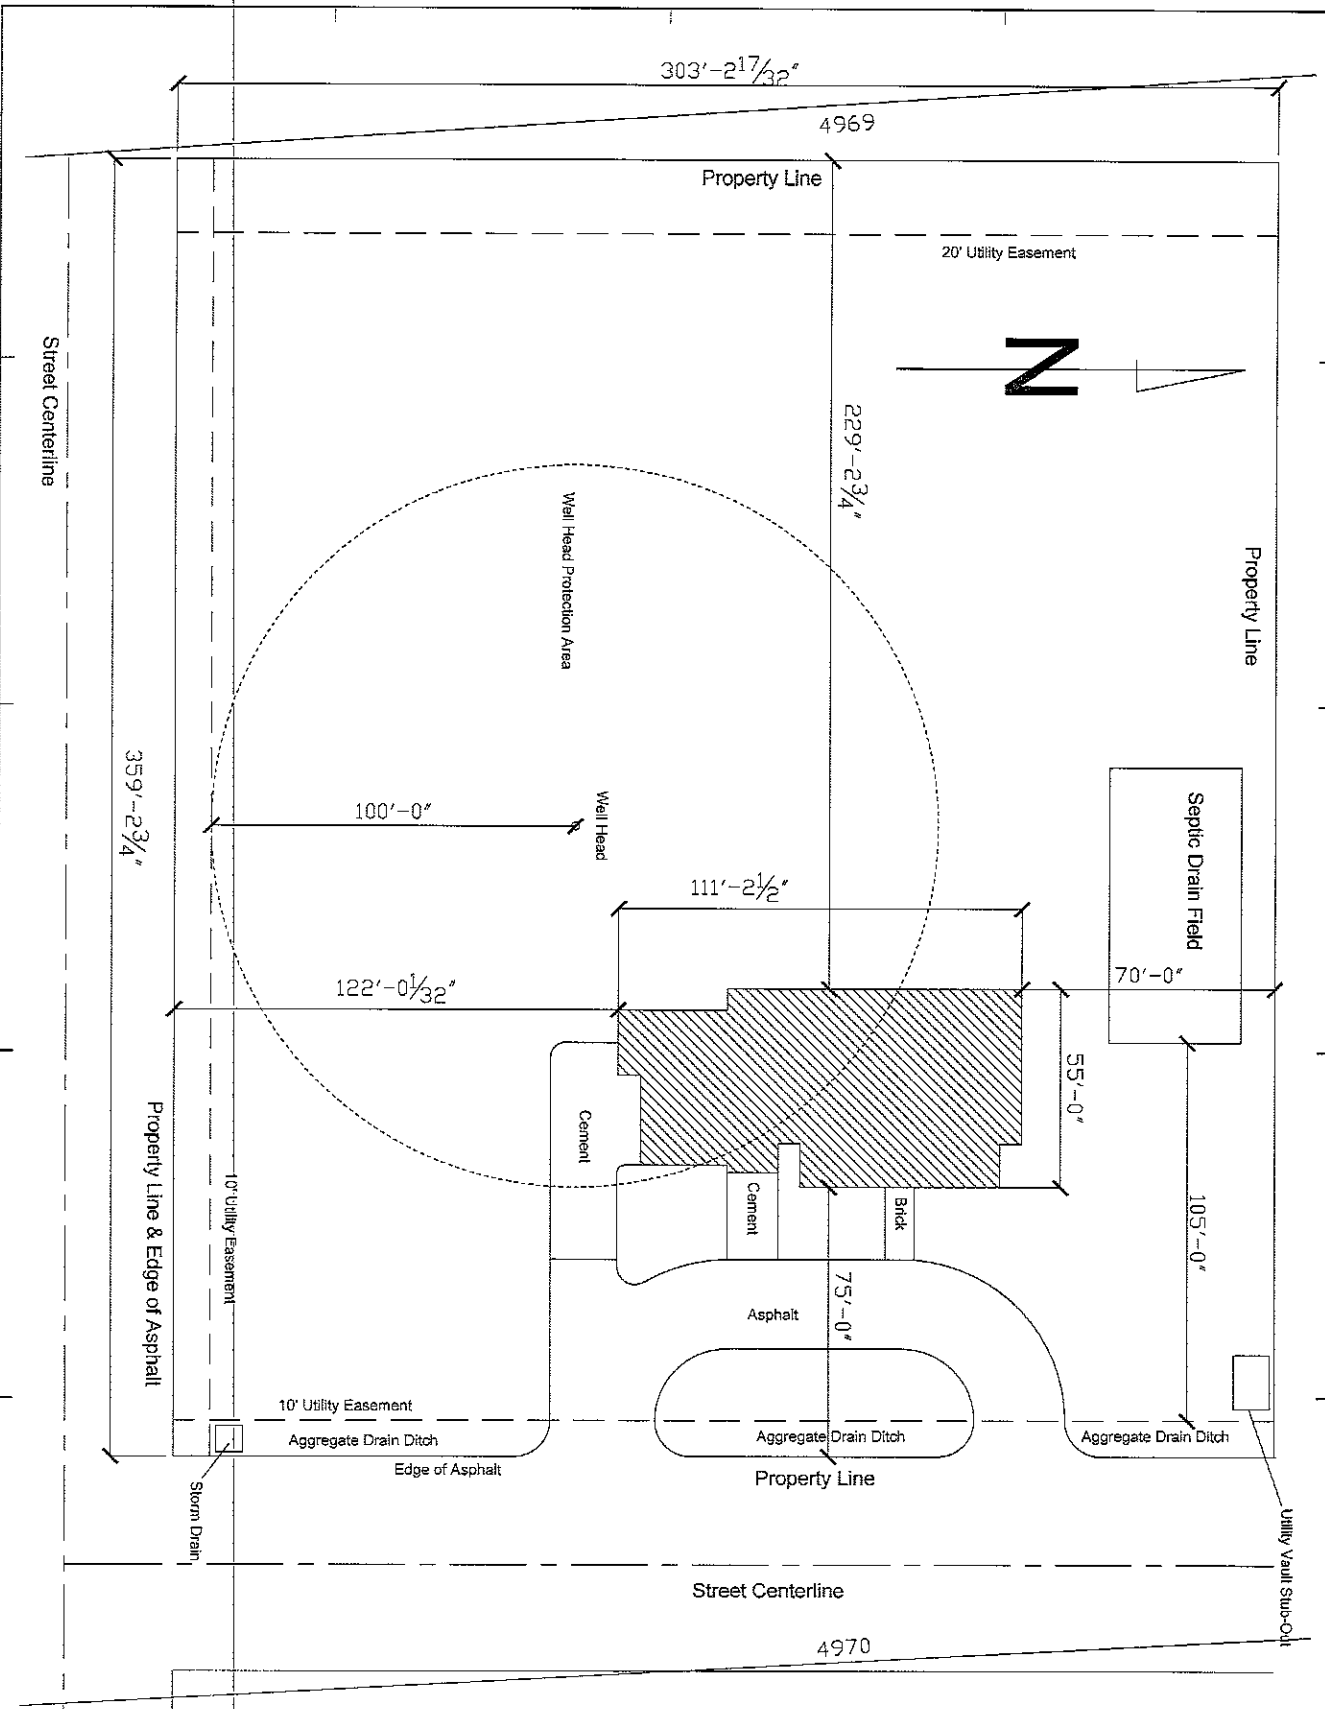 303'-2 17/32"
4969
Property Line
20' Utility Easement
N
Street Centerline
229'-2 3/4"
Well Head Protection Area
Property Line
359'-2 3/4"
100'-0"
Well Head
111'-2 1/2"
Septic Drain Field
122'-0 1/32"
70'-0"
55'-0"
Cement
Cement
Brick
105'-0"
Property Line & Edge of Asphalt
10' Utility Easement
75'-0"
Asphalt
10' Utility Easement
Aggregate Drain Ditch
Aggregate Drain Ditch
Aggregate Drain Ditch
Edge of Asphalt
Property Line
Storm Drain
Utility Vault Stub-Out
Street Centerline
4970